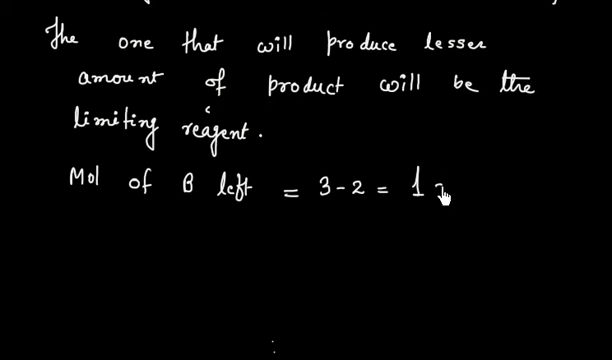 The one that will produce lesser
amount of product will be the
limiting reagent.
Mol of B left = 3 - 2 = 1